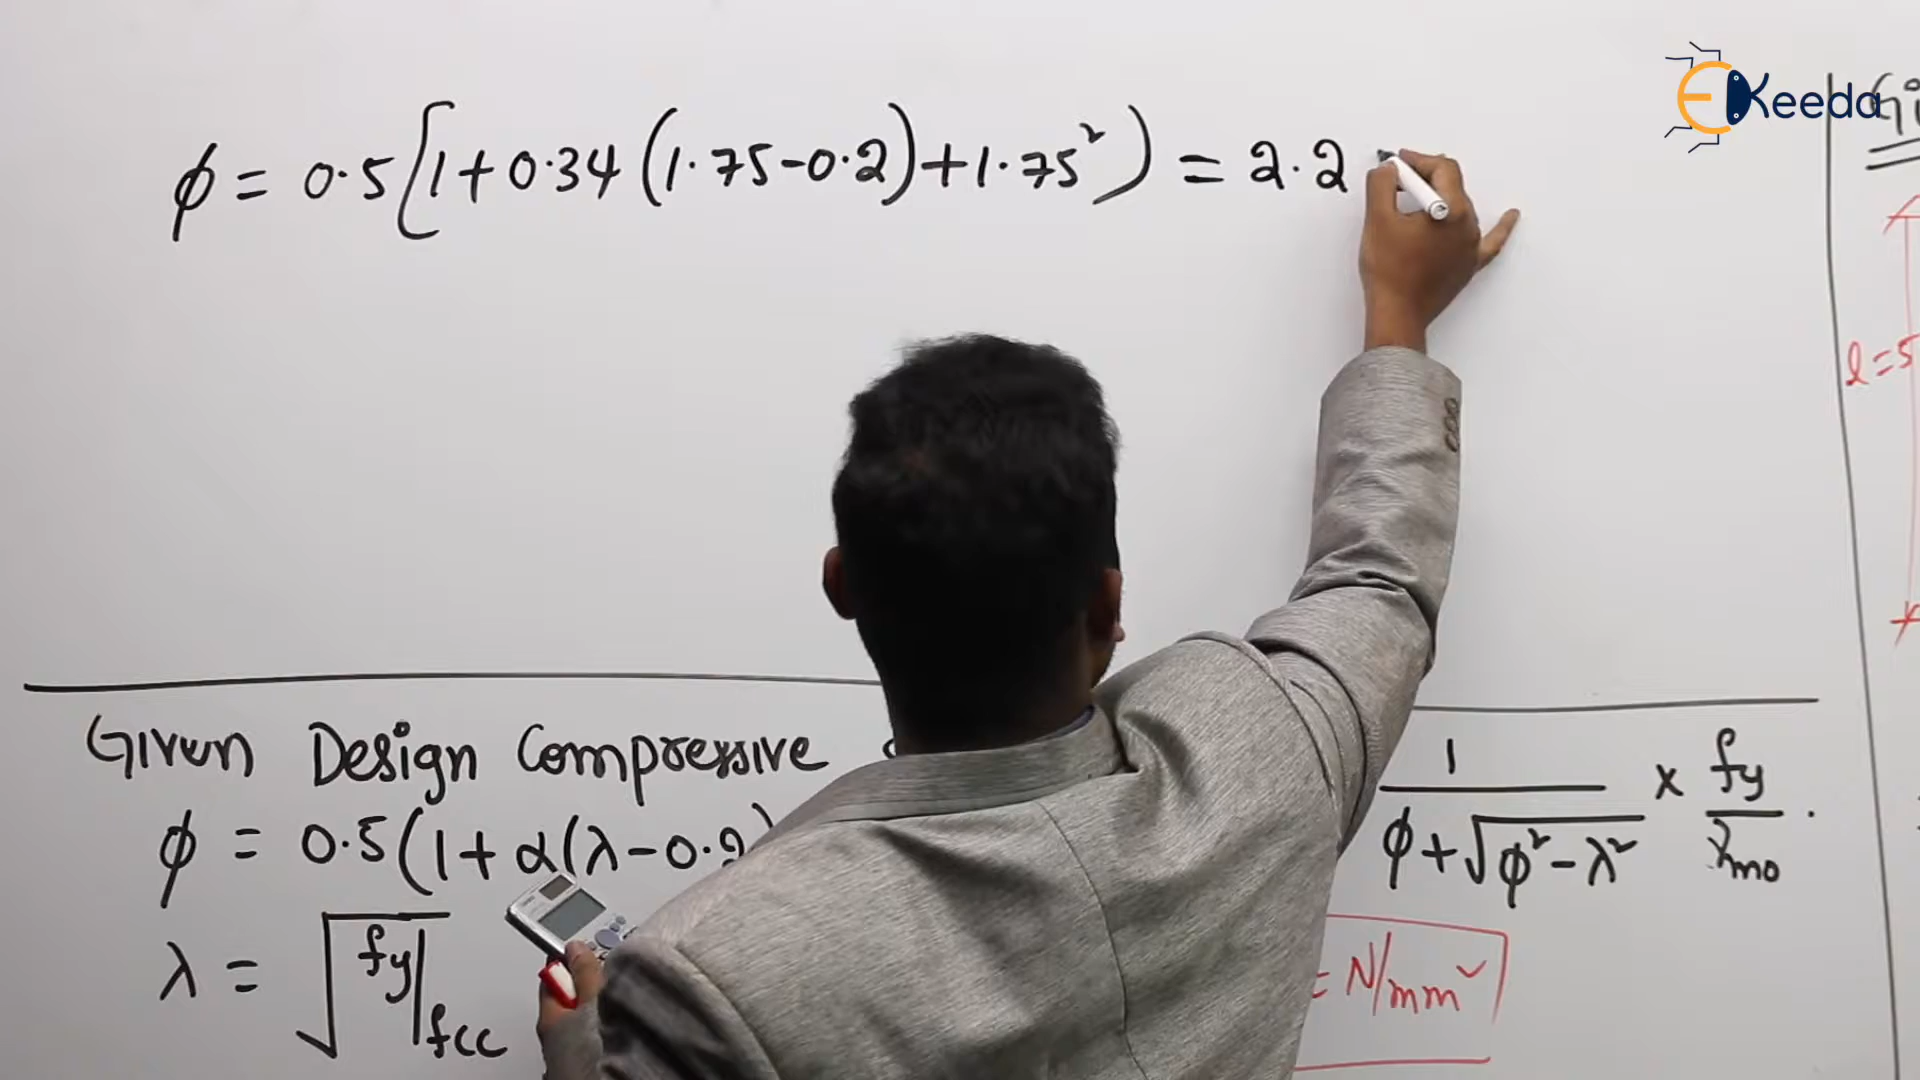 EKeeda
ϕ = 0.5[1+0.34(1.75-0.2)+1.75²) = 2.2
l=5
Given Design Compressive
ϕ = 0.5(1+α(λ-0.2)
1 / ϕ+√ϕ²-λ² × fy / γmo .
λ = √fy/fcc
= N/mm²